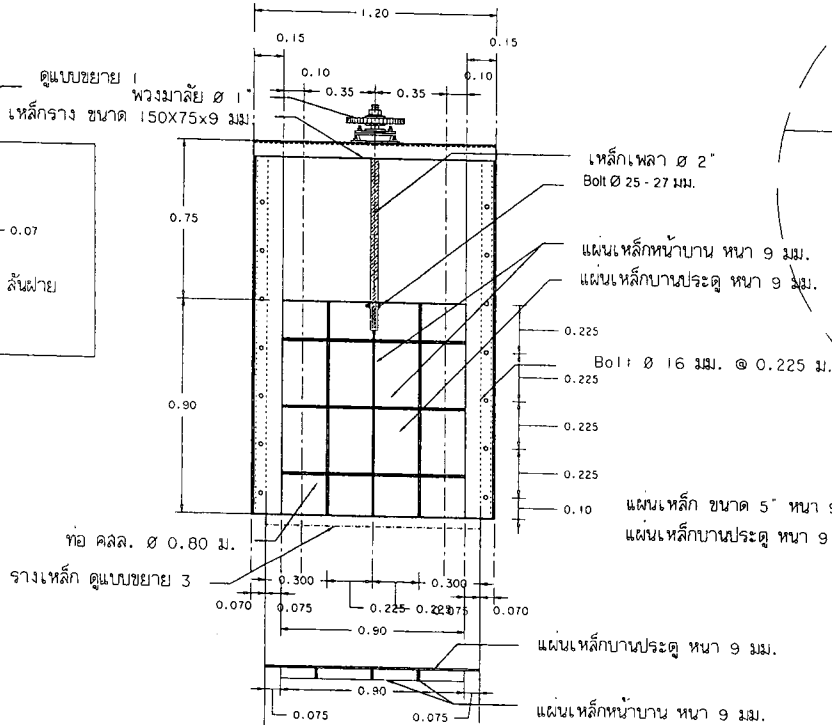 1.20
0.15
0.15
0.10
0.10
0.35
0.35
ดูแบบขยาย 1
พวงมาลัย Ø 1"
เหล็กราง ขนาด 150X75x9 มม
เหล็กเพลา Ø 2"
Bolt Ø 25 - 27 มม.
0.75
0.07
แผ่นเหล็กหน้าบาน หนา 9 มม.
แผ่นเหล็กบานประตู หนา 9 มม.
สันฝาย
0.225
Bolt Ø 16 มม. @ 0.225 ม.
0.225
0.90
0.225
0.225
0.10
แผ่นเหล็ก ขนาด 5" หนา 9
แผ่นเหล็กบานประตู หนา 9
ท่อ คสล. Ø 0.80 ม.
รางเหล็ก ดูแบบขยาย 3
0.300
0.300
0.070
0.075
0.225
0.075
0.070
0.90
แผ่นเหล็กบานประตู หนา 9 มม.
0.90
0.075
0.075
แผ่นเหล็กหน้าบาน หนา 9 มม.